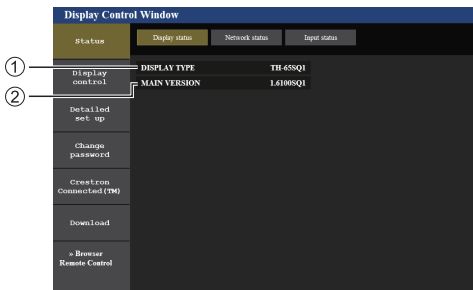 Display Control Window
Status
Display status
Network status
Input status
① DISPLAY TYPE TH-65SQ1
② MAIN VERSION 1.6100SQ1
Display
control
Detailed
set up
Change
password
Crestron
Connected(TM)
Download
» Browser
Remote Control